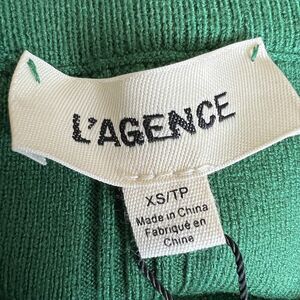 L'AGENCE
XS/TP
Made in China
Fabriqué en
Chine